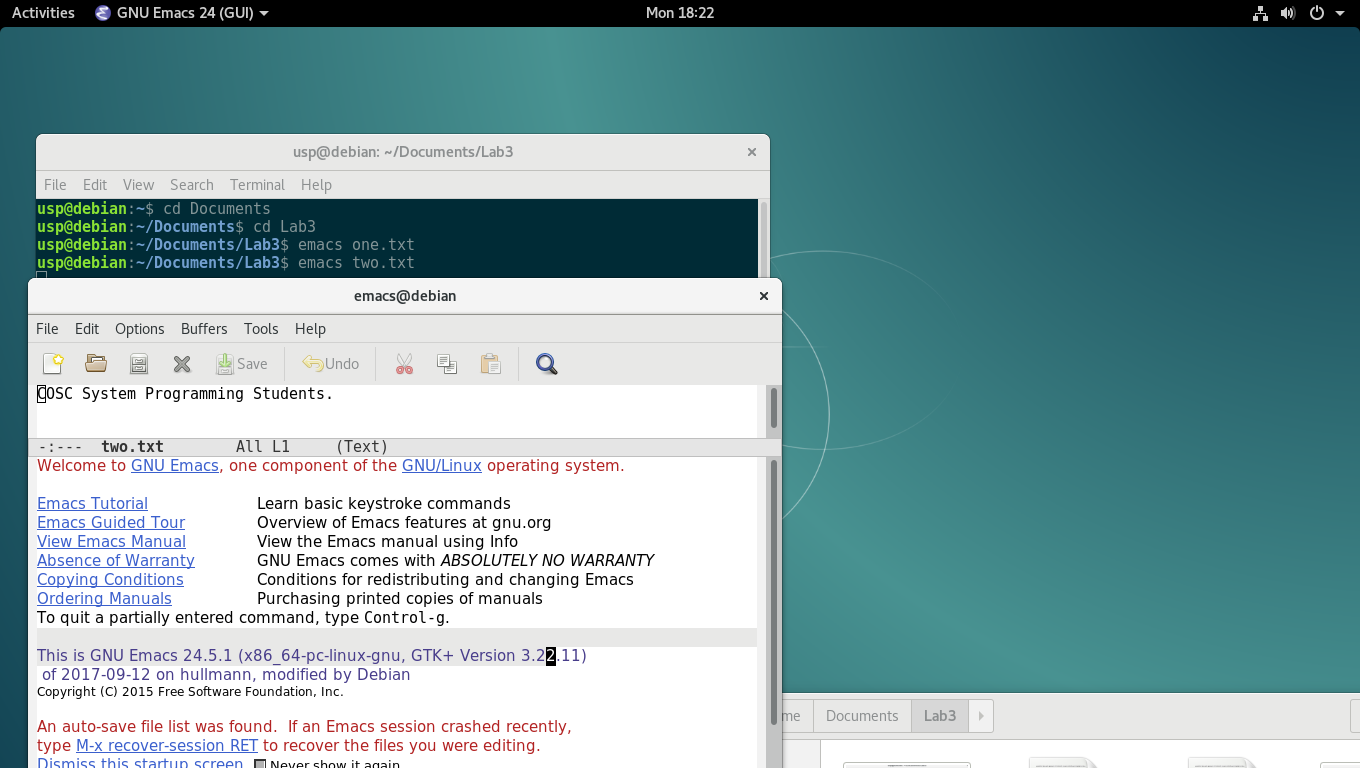 Activities GNU Emacs 24 (GUI) Mon 18:22
usp@debian: ~/Documents/Lab3
File Edit View Search Terminal Help
usp@debian:~$ cd Documents
usp@debian:~/Documents$ cd Lab3
usp@debian:~/Documents/Lab3$ emacs one.txt
usp@debian:~/Documents/Lab3$ emacs two.txt
emacs@debian
File Edit Options Buffers Tools Help
Save Undo
COSC System Programming Students.
-:--- two.txt All L1 (Text)
Welcome to GNU Emacs, one component of the GNU/Linux operating system.
Emacs Tutorial Learn basic keystroke commands
Emacs Guided Tour Overview of Emacs features at gnu.org
View Emacs Manual View the Emacs manual using Info
Absence of Warranty GNU Emacs comes with ABSOLUTELY NO WARRANTY
Copying Conditions Conditions for redistributing and changing Emacs
Ordering Manuals Purchasing printed copies of manuals
To quit a partially entered command, type Control-g.
This is GNU Emacs 24.5.1 (x86_64-pc-linux-gnu, GTK+ Version 3.22.11)
of 2017-09-12 on hullmann, modified by Debian
Copyright (C) 2015 Free Software Foundation, Inc.
An auto-save file list was found. If an Emacs session crashed recently,
type M-x recover-session RET to recover the files you were editing.
Dismiss this startup screen Never show it again
me Documents Lab3